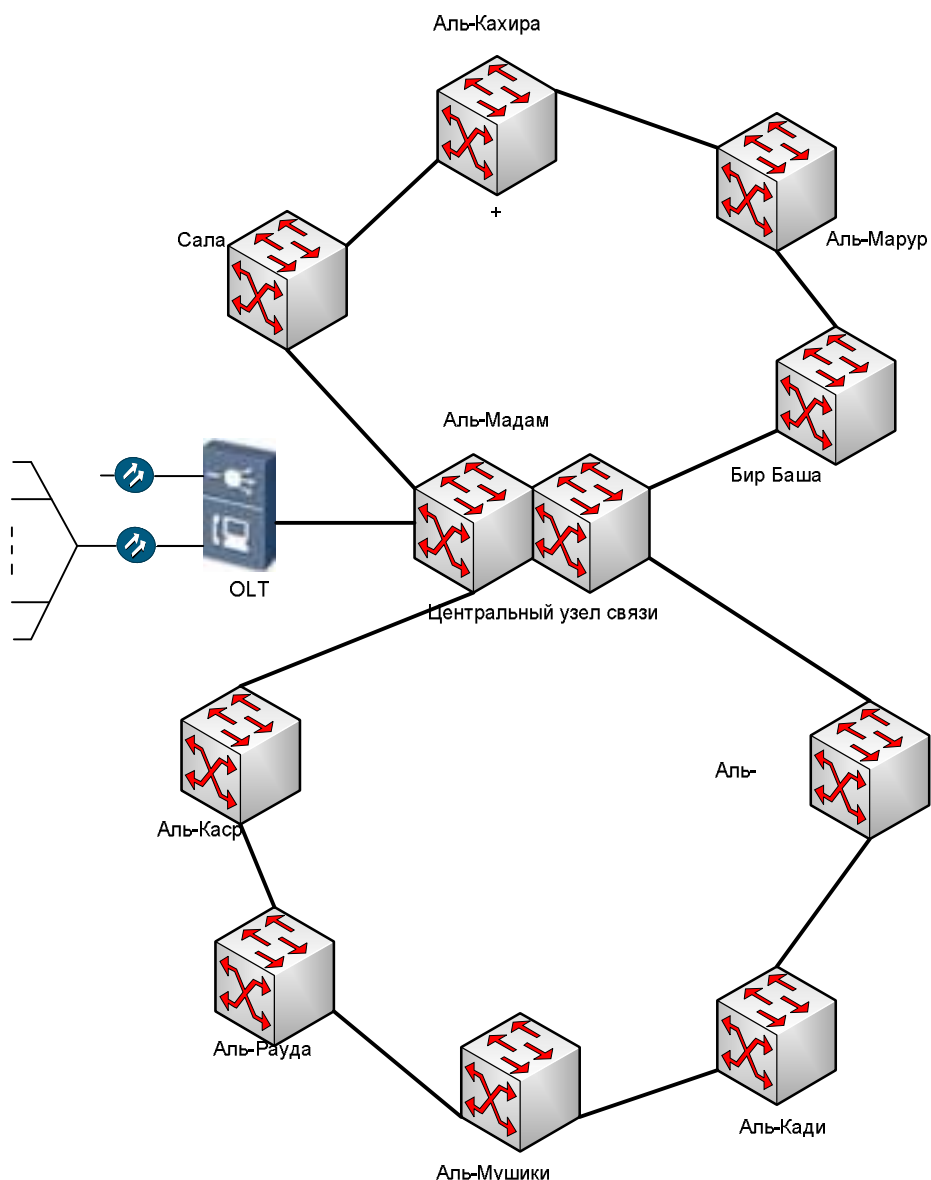 Аль-Кахира
+
Сала
Аль-Марур
Аль-Мадам
Бир Баша
OLT
Центральный узел связи
Аль-
Аль-Каср
Аль-Рауда
Аль-Кади
Аль-Мушики